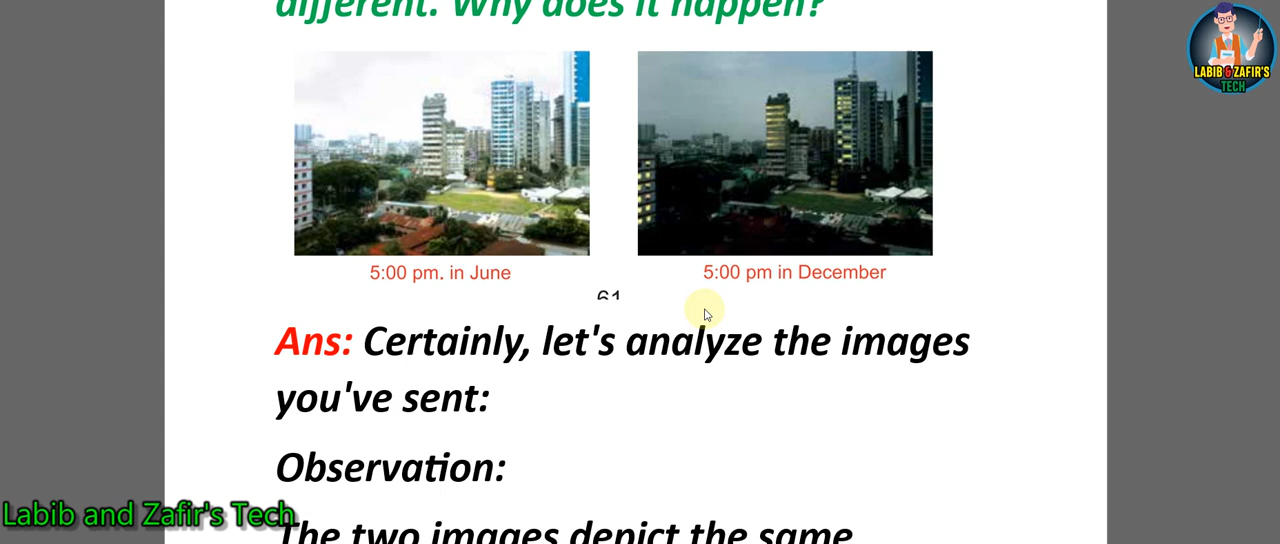 different. Why does it happen?
LABIB & ZAFIR'S
TECH
5:00 pm. in June
5:00 pm in December
61
Ans: Certainly, let's analyze the images
you've sent:
Observation:
Labib and Zafir's Tech
The two images depict the same